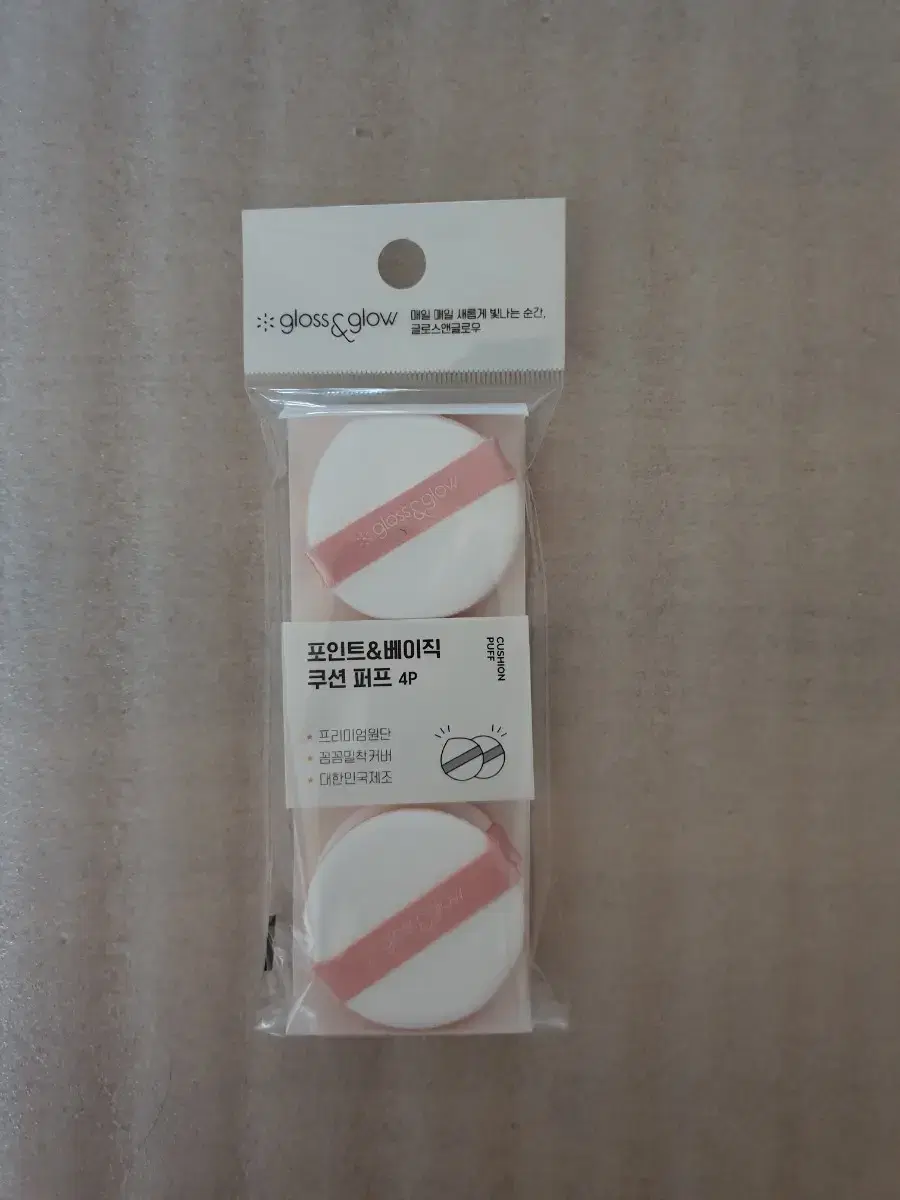 gloss&glow
매일 매일 새롭게 빛나는 순간,
글로스앤글로우
gloss&glow
포인트&베이직
쿠션 퍼프 4P
CUSHION
PUFF
프리미엄원단
꼼꼼밀착커버
대한민국제조